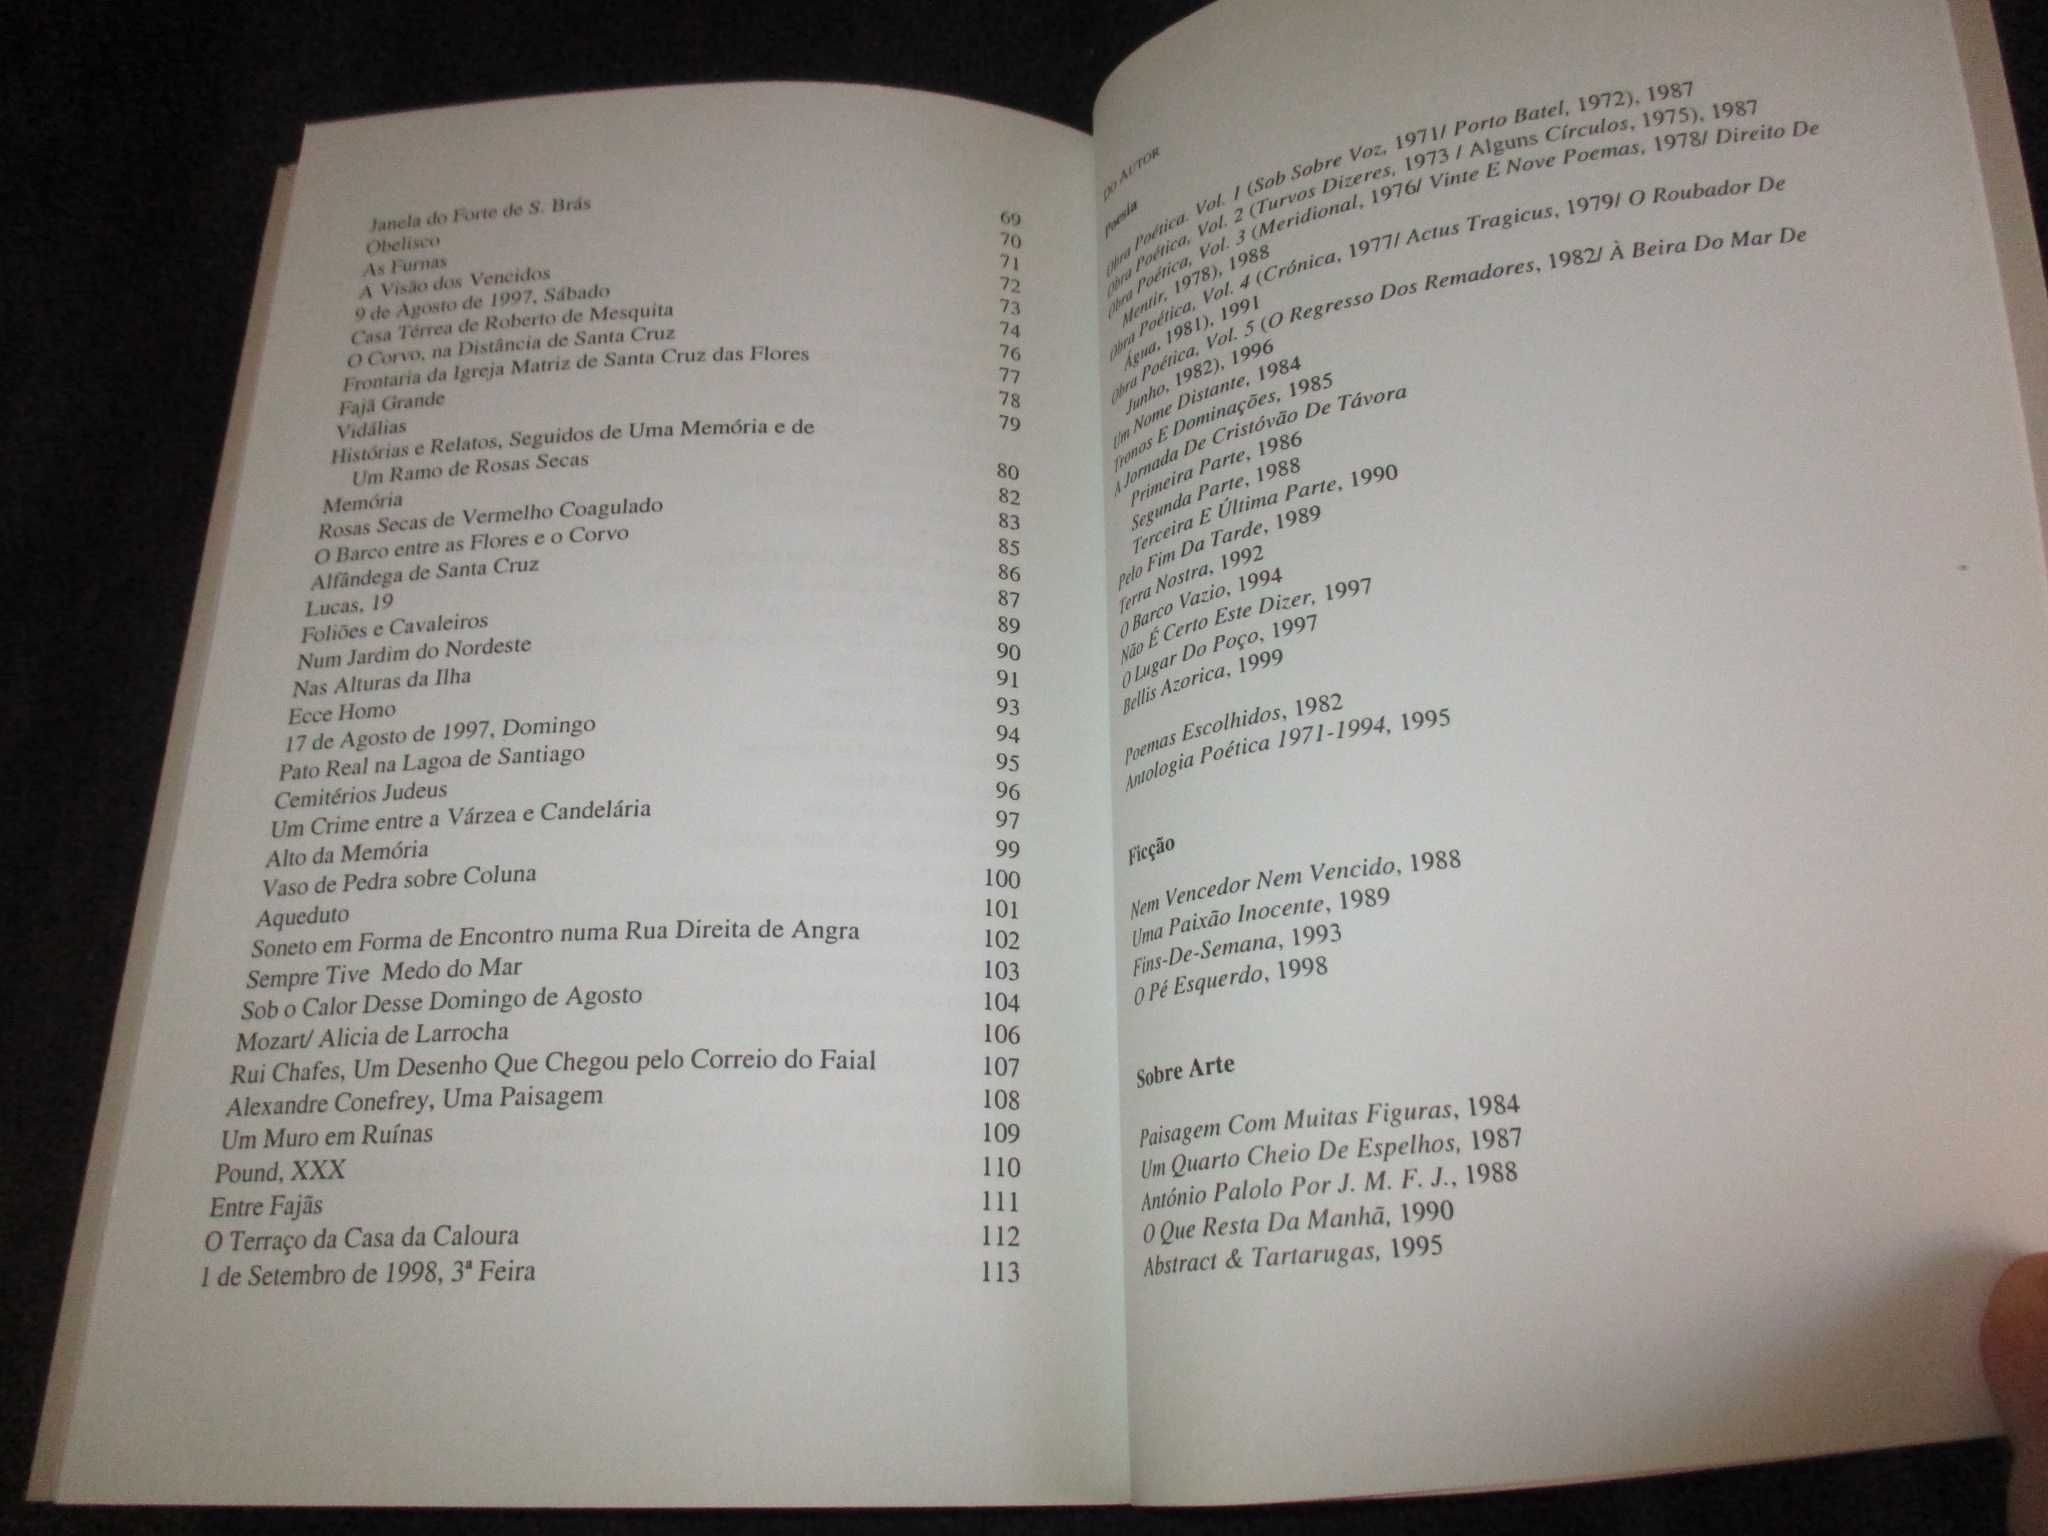 Janela do Forte de S. Brás 69
Obelisco 70
As Furnas 71
A Visão dos Vencidos 72
9 de Agosto de 1997, Sábado 73
Casa Térrea de Roberto de Mesquita 74
O Corvo, na Distância de Santa Cruz 76
Frontaria da Igreja Matriz de Santa Cruz das Flores 77
Fajã Grande 78
Vidálias 79
Histórias e Relatos, Seguidos de Uma Memória e de
Um Ramo de Rosas Secas 80
Memória 82
Rosas Secas de Vermelho Coagulado 83
O Barco entre as Flores e o Corvo 85
Alfândega de Santa Cruz 86
Lucas, 19 87
Foliões e Cavaleiros 89
Num Jardim do Nordeste 90
Nas Alturas da Ilha 91
Ecce Homo 93
17 de Agosto de 1997, Domingo 94
Pato Real na Lagoa de Santiago 95
Cemitérios Judeus 96
Um Crime entre a Várzea e Candelária 97
Alto da Memória 99
Vaso de Pedra sobre Coluna 100
Aqueduto 101
Soneto em Forma de Encontro numa Rua Direita de Angra 102
Sempre Tive Medo do Mar 103
Sob o Calor Desse Domingo de Agosto 104
Mozart/ Alicia de Larrocha 106
Rui Chafes, Um Desenho Que Chegou pelo Correio do Faial 107
Alexandre Conefrey, Uma Paisagem 108
Um Muro em Ruínas 109
Pound, XXX 110
Entre Fajãs 111
O Terraço da Casa da Caloura 112
1 de Setembro de 1998, 3ª Feira 113
DO AUTOR
Poesia
Obra Poética. Vol. 1 (Sob Sobre Voz, 1971/ Porto Batel, 1972), 1987
Obra Poética, Vol. 2 (Turvos Dizeres, 1973 / Alguns Círculos, 1975), 1987
Obra Poética, Vol. 3 (Meridional, 1976/ Vinte E Nove Poemas, 1978/ Direito De
Mentir, 1978), 1988
Obra Poética, Vol. 4 (Crónica, 1977/ Actus Tragicus, 1979/ O Roubador De
Água, 1981), 1991
Obra Poética, Vol. 5 (O Regresso Dos Remadores, 1982/ À Beira Do Mar De
Junho, 1982), 1996
Um Nome Distante, 1984
Tronos E Dominações, 1985
A Jornada De Cristóvão De Távora
Primeira Parte, 1986
Segunda Parte, 1988
Terceira E Última Parte, 1990
Pelo Fim Da Tarde, 1989
Terra Nostra, 1992
O Barco Vazio, 1994
Não É Certo Este Dizer, 1997
O Lugar Do Poço, 1997
Bellis Azorica, 1999
Poemas Escolhidos, 1982
Antologia Poética 1971-1994, 1995
Ficção
Nem Vencedor Nem Vencido, 1988
Uma Paixão Inocente, 1989
Fins-De-Semana, 1993
O Pé Esquerdo, 1998
Sobre Arte
Paisagem Com Muitas Figuras, 1984
Um Quarto Cheio De Espelhos, 1987
António Palolo Por J. M. F. J., 1988
O Que Resta Da Manhã, 1990
Abstract & Tartarugas, 1995